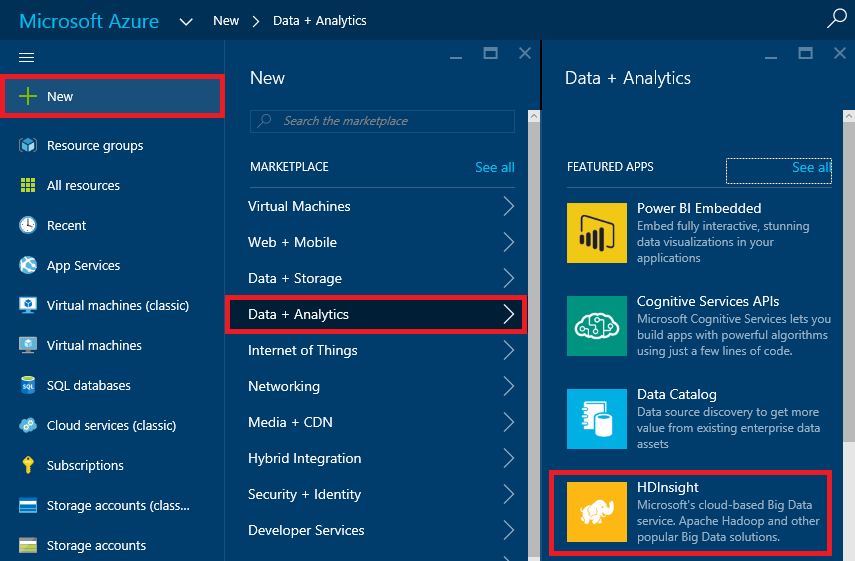 Microsoft Azure
New
Data + Analytics
New
Resource groups
All resources
Recent
App Services
Virtual machines (classic)
Virtual machines
SQL databases
Cloud services (classic)
Subscriptions
Storage accounts (class...
Storage accounts
New
Search the marketplace
MARKETPLACE
See all
Virtual Machines
Web + Mobile
Data + Storage
Data + Analytics
Internet of Things
Networking
Media + CDN
Hybrid Integration
Security + Identity
Developer Services
Data + Analytics
FEATURED APPS
See all
Power BI Embedded
Embed fully interactive, stunning
data visualizations in your
applications
Cognitive Services APIs
Microsoft Cognitive Services lets you
build apps with powerful algorithms
using just a few lines of code.
Data Catalog
Data source discovery to get more
value from existing enterprise data
assets
HDInsight
Microsoft's cloud-based Big Data
service. Apache Hadoop and other
popular Big Data solutions.
SQL